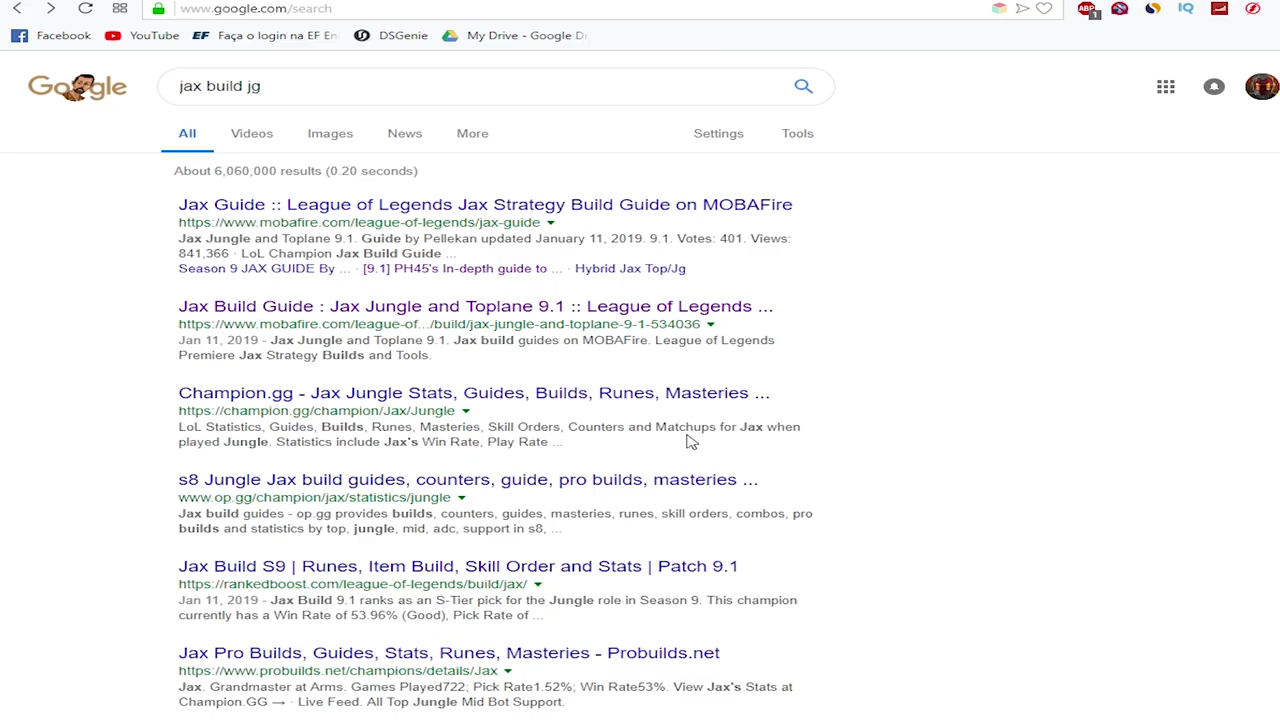 www.google.com/search
ABP
1
IQ
Facebook
YouTube
EF Faça o login na EF En
DSGenie
My Drive - Google Dr
Google
jax build jg
All Videos Images News More Settings Tools
About 6,060,000 results (0.20 seconds)
Jax Guide :: League of Legends Jax Strategy Build Guide on MOBAFire
https://www.mobafire.com/league-of-legends/jax-guide
Jax Jungle and Toplane 9.1. Guide by Pellekan updated January 11, 2019. 9.1. Votes: 401. Views:
841,366 · LoL Champion Jax Build Guide ...
Season 9 JAX GUIDE By ... · [9.1] PH45's In-depth guide to ... · Hybrid Jax Top/Jg
Jax Build Guide : Jax Jungle and Toplane 9.1 :: League of Legends ...
https://www.mobafire.com/league-of.../build/jax-jungle-and-toplane-9-1-534036
Jan 11, 2019 - Jax Jungle and Toplane 9.1. Jax build guides on MOBAFire. League of Legends
Premiere Jax Strategy Builds and Tools.
Champion.gg - Jax Jungle Stats, Guides, Builds, Runes, Masteries ...
https://champion.gg/champion/Jax/Jungle
LoL Statistics, Guides, Builds, Runes, Masteries, Skill Orders, Counters and Matchups for Jax when
played Jungle. Statistics include Jax's Win Rate, Play Rate ...
s8 Jungle Jax build guides, counters, guide, pro builds, masteries ...
www.op.gg/champion/jax/statistics/jungle
Jax build guides - op.gg provides builds, counters, guides, masteries, runes, skill orders, combos, pro
builds and statistics by top, jungle, mid, adc, support in s8, ...
Jax Build S9 | Runes, Item Build, Skill Order and Stats | Patch 9.1
https://rankedboost.com/league-of-legends/build/jax/
Jan 11, 2019 - Jax Build 9.1 ranks as an S-Tier pick for the Jungle role in Season 9. This champion
currently has a Win Rate of 53.96% (Good), Pick Rate of ...
Jax Pro Builds, Guides, Stats, Runes, Masteries - Probuilds.net
https://www.probuilds.net/champions/details/Jax
Jax. Grandmaster at Arms. Games Played722; Pick Rate1.52%; Win Rate53%. View Jax's Stats at
Champion.GG → · Live Feed. All Top Jungle Mid Bot Support.